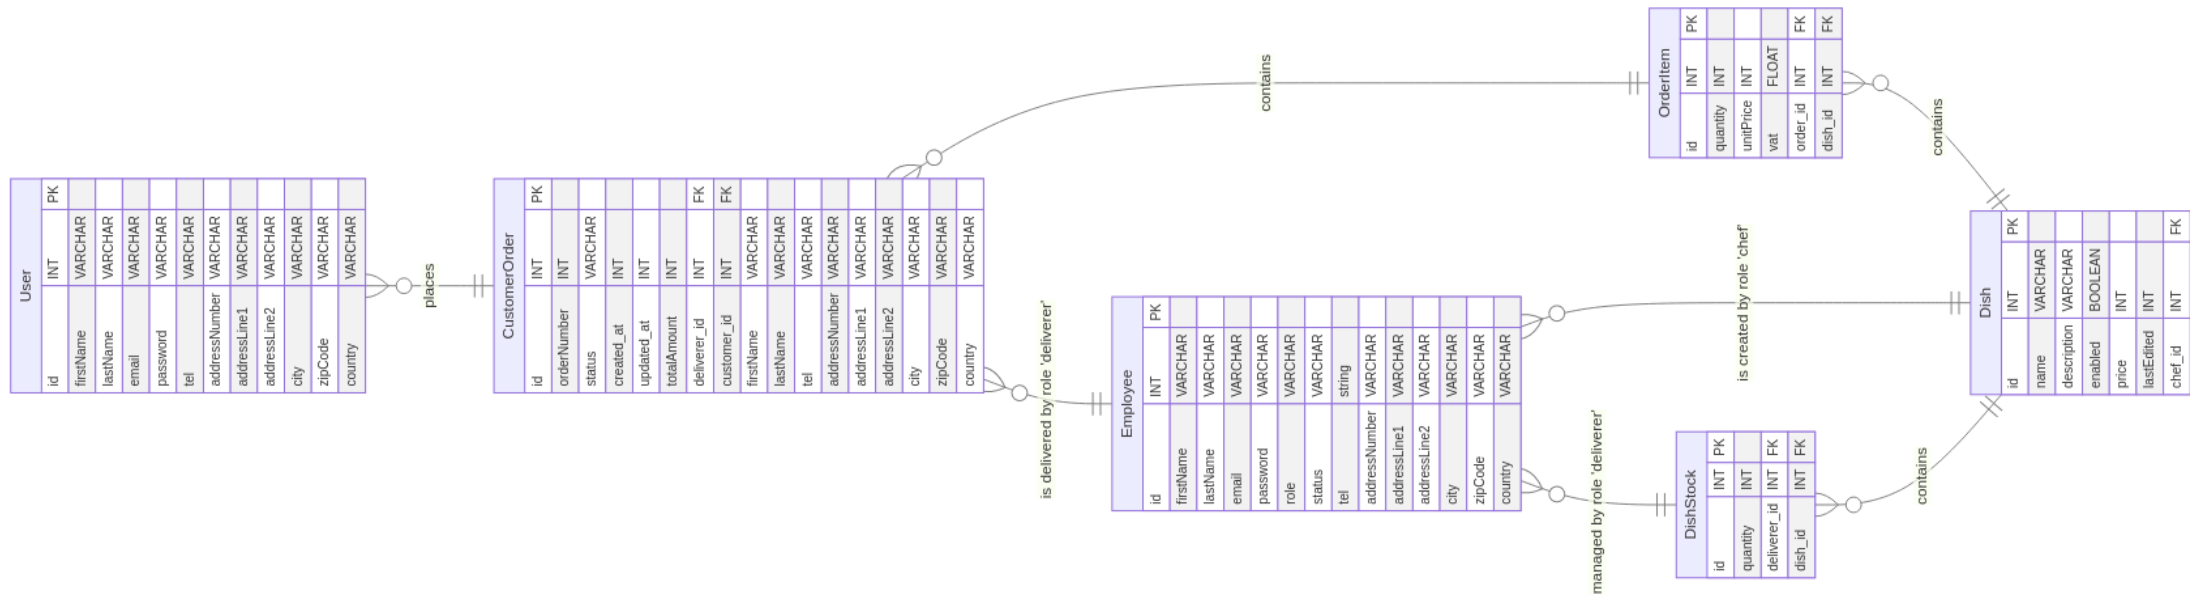 User
id INT PK
firstName VARCHAR
lastName VARCHAR
email VARCHAR
password VARCHAR
tel VARCHAR
addressNumber VARCHAR
addressLine1 VARCHAR
addressLine2 VARCHAR
city VARCHAR
zipCode VARCHAR
country VARCHAR
places
CustomerOrder
id INT PK
orderNumber INT
status VARCHAR
created_at INT
updated_at INT
totalAmount INT
deliverer_id INT FK
customer_id INT FK
firstName VARCHAR
lastName VARCHAR
tel VARCHAR
addressNumber VARCHAR
addressLine1 VARCHAR
addressLine2 VARCHAR
city VARCHAR
zipCode VARCHAR
country VARCHAR
is delivered by role 'deliverer'
Employee
id INT PK
firstName VARCHAR
lastName VARCHAR
email VARCHAR
password VARCHAR
role VARCHAR
status VARCHAR
tel string
addressNumber VARCHAR
addressLine1 VARCHAR
addressLine2 VARCHAR
city VARCHAR
zipCode VARCHAR
country VARCHAR
contains
managed by role 'deliverer'
OrderItem
id INT PK
quantity INT
unitPrice INT
vat FLOAT
order_id INT FK
dish_id INT FK
DishStock
id INT PK
quantity INT
deliverer_id INT FK
dish_id INT FK
is created by role 'chef'
contains
contains
Dish
id INT PK
name VARCHAR
description VARCHAR
enabled BOOLEAN
price INT
lastEdited INT
chef_id INT FK